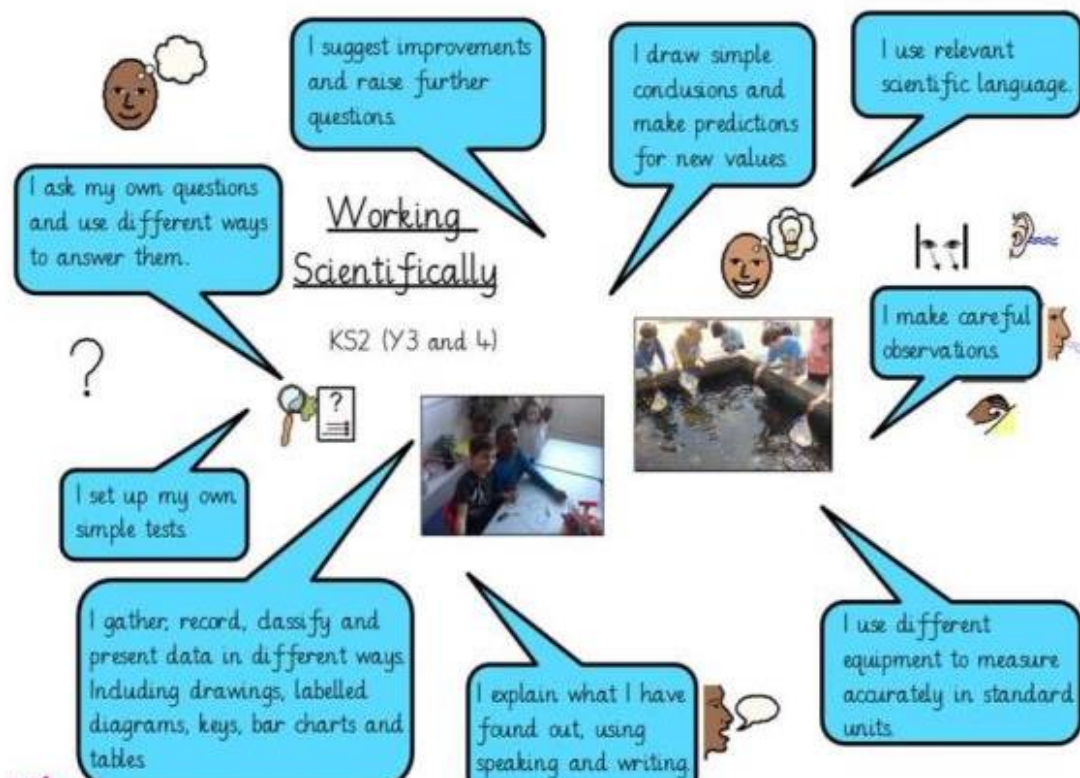 I suggest improvements
and raise further
questions.
I draw simple
conclusions and
make predictions
for new values.
I use relevant
scientific language.
I ask my own questions
and use different ways
to answer them.
Working
Scientifically
KS2 (Y3 and 4)
I make careful
observations.
?
?
I set up my own
simple tests.
I gather, record, classify and
present data in different ways.
Including drawings, labelled
diagrams, keys, bar charts and
tables.
I explain what I have
found out, using
speaking and writing.
I use different
equipment to measure
accurately in standard
units.